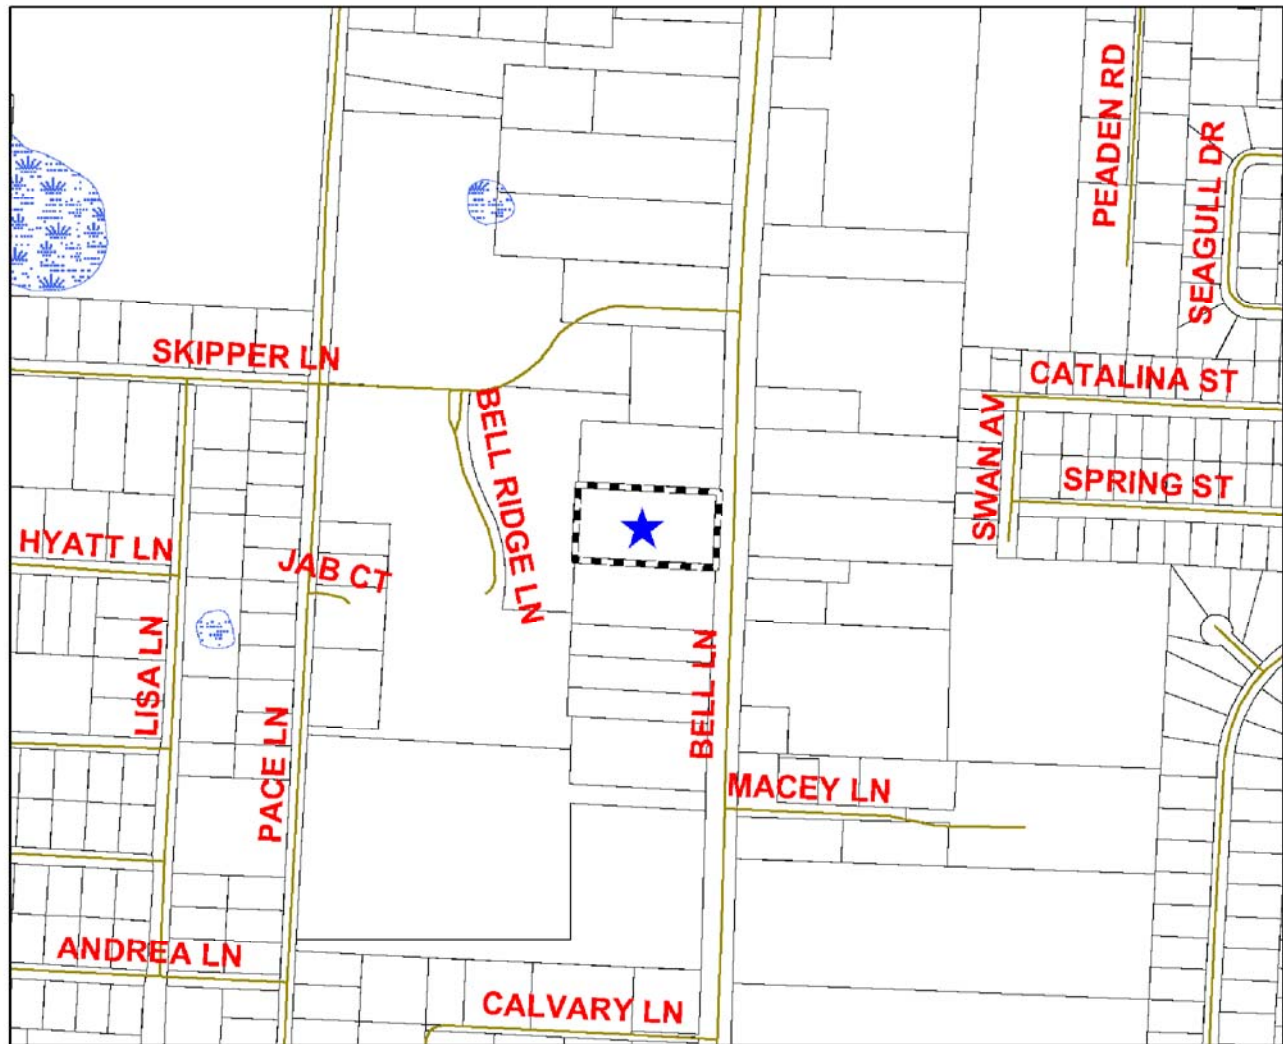 PEADEN RD
SEAGULL DR
SKIPPER LN
CATALINA ST
BELL RIDGE LN
SWAN AV
SPRING ST
HYATT LN
JAB CT
LISA LN
BELL LN
PACE LN
MACEY LN
ANDREA LN
CALVARY LN